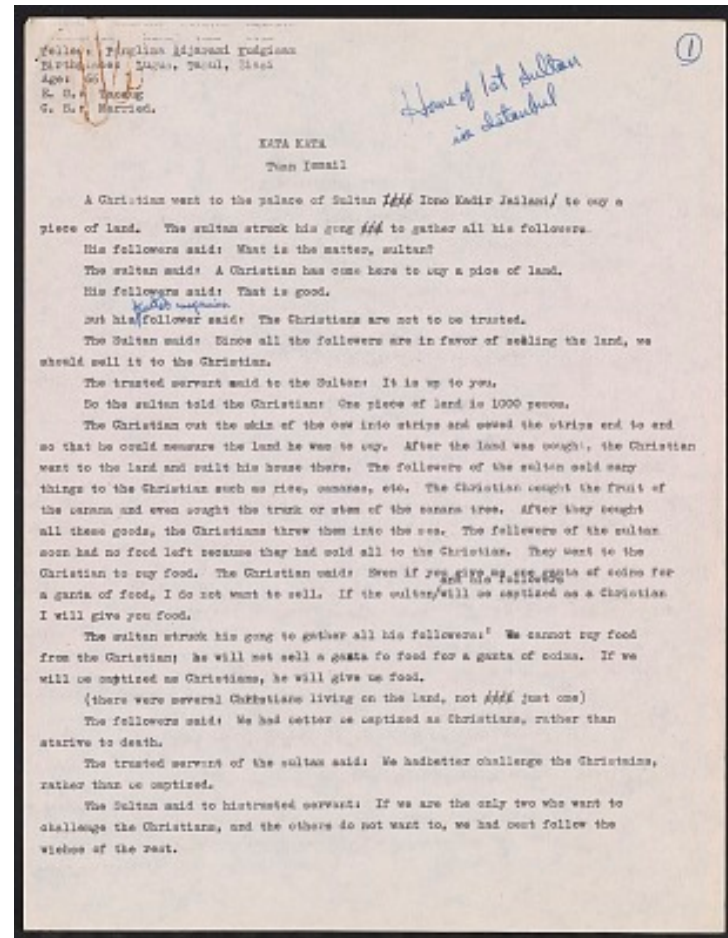 Age: 66
G. S.: Married.
①
Home of 1st Sultan
in Istanbul
KATA KATA
Tuan Ismail
A Christian went to the palace of Sultan Ibno Kadir Jailani/ to buy a
piece of land. The sultan struck his gong to gather all his followers.
His followers said: What is the matter, sultan?
The sultan said: A Christian has come here to buy a pice of land.
His followers said: That is good.
But his/follower said: The Christians are not to be trusted.
The Sultan said: Since all the followers are in favor of selling the land, we
should sell it to the Christian.
The trusted servant said to the Sultan: It is up to you.
So the sultan told the Christian: One piece of land is 1000 pesos.
The Christian cut the skin of the cow into strips and sewed the strips end to end
so that he could measure the land he was to buy. After the land was bought, the Christian
went to the land and built his house there. The followers of the sultan sold many
things to the Christian such as rice, bananas, etc. The Christian bought the fruit of
the banana and even bought the trunk or stem of the banana tree. After they bought
all these goods, the Christians threw them into the sea. The followers of the sultan
soon had no food left because they had sold all to the Christian. They went to the
Christian to buy food. The Christian said: Even if you give me one ganta of coins for
and his followers
a ganta of food, I do not want to sell. If the sultan/will be baptized as a Christian
I will give you food.
The sultan struck his gong to gather all his followers:' We cannot buy food
from the Christian; he will not sell a ganta fo food for a ganta of coins. If we
will be baptized as Christians, he will give us food.
(there were several Christians living on the land, not just one)
The followers said: We had better be baptized as Christians, rather than
starive to death.
The trusted servant of the sultan said: We hadbetter challenge the Christains,
rather than be baptized.
The Sultan said to histrusted servant: If we are the only two who want to
challenge the Christians, and the others do not want to, we had best follow the
wishes of the rest.